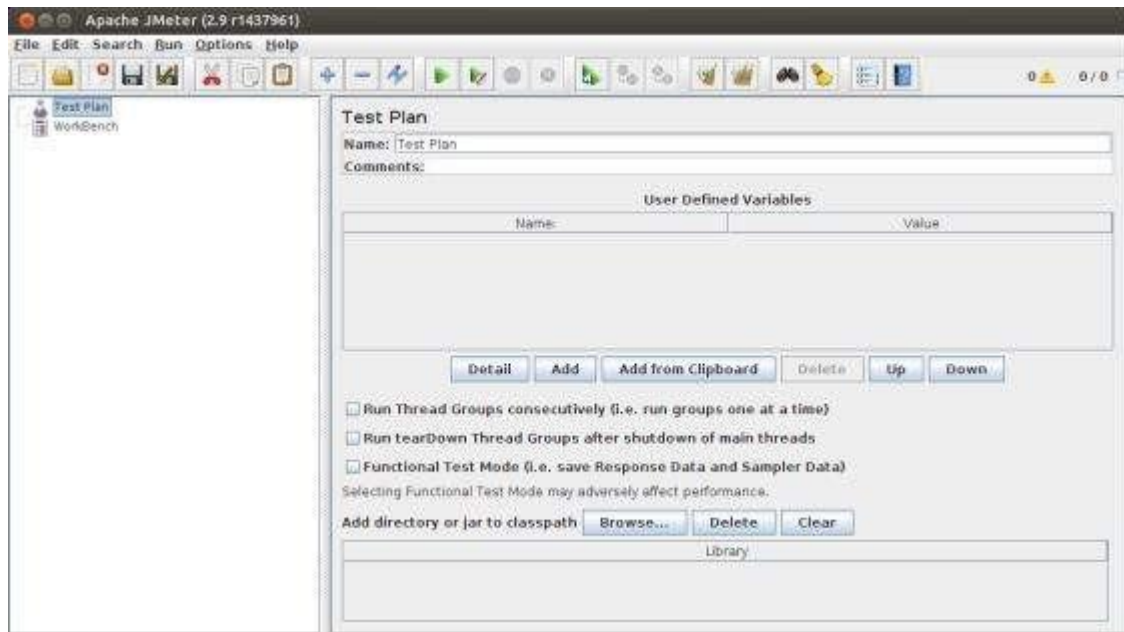 Apache JMeter (2.9 r1437961)
File Edit Search Run Options Help
0 0/0
Test Plan
WorkBench
Test Plan
Name: Test Plan
Comments:
User Defined Variables
Name: Value
Detail Add Add from Clipboard Delete Up Down
Run Thread Groups consecutively (i.e. run groups one at a time)
Run tearDown Thread Groups after shutdown of main threads
Functional Test Mode (i.e. save Response Data and Sampler Data)
Selecting Functional Test Mode may adversely affect performance.
Add directory or jar to classpath Browse... Delete Clear
Library